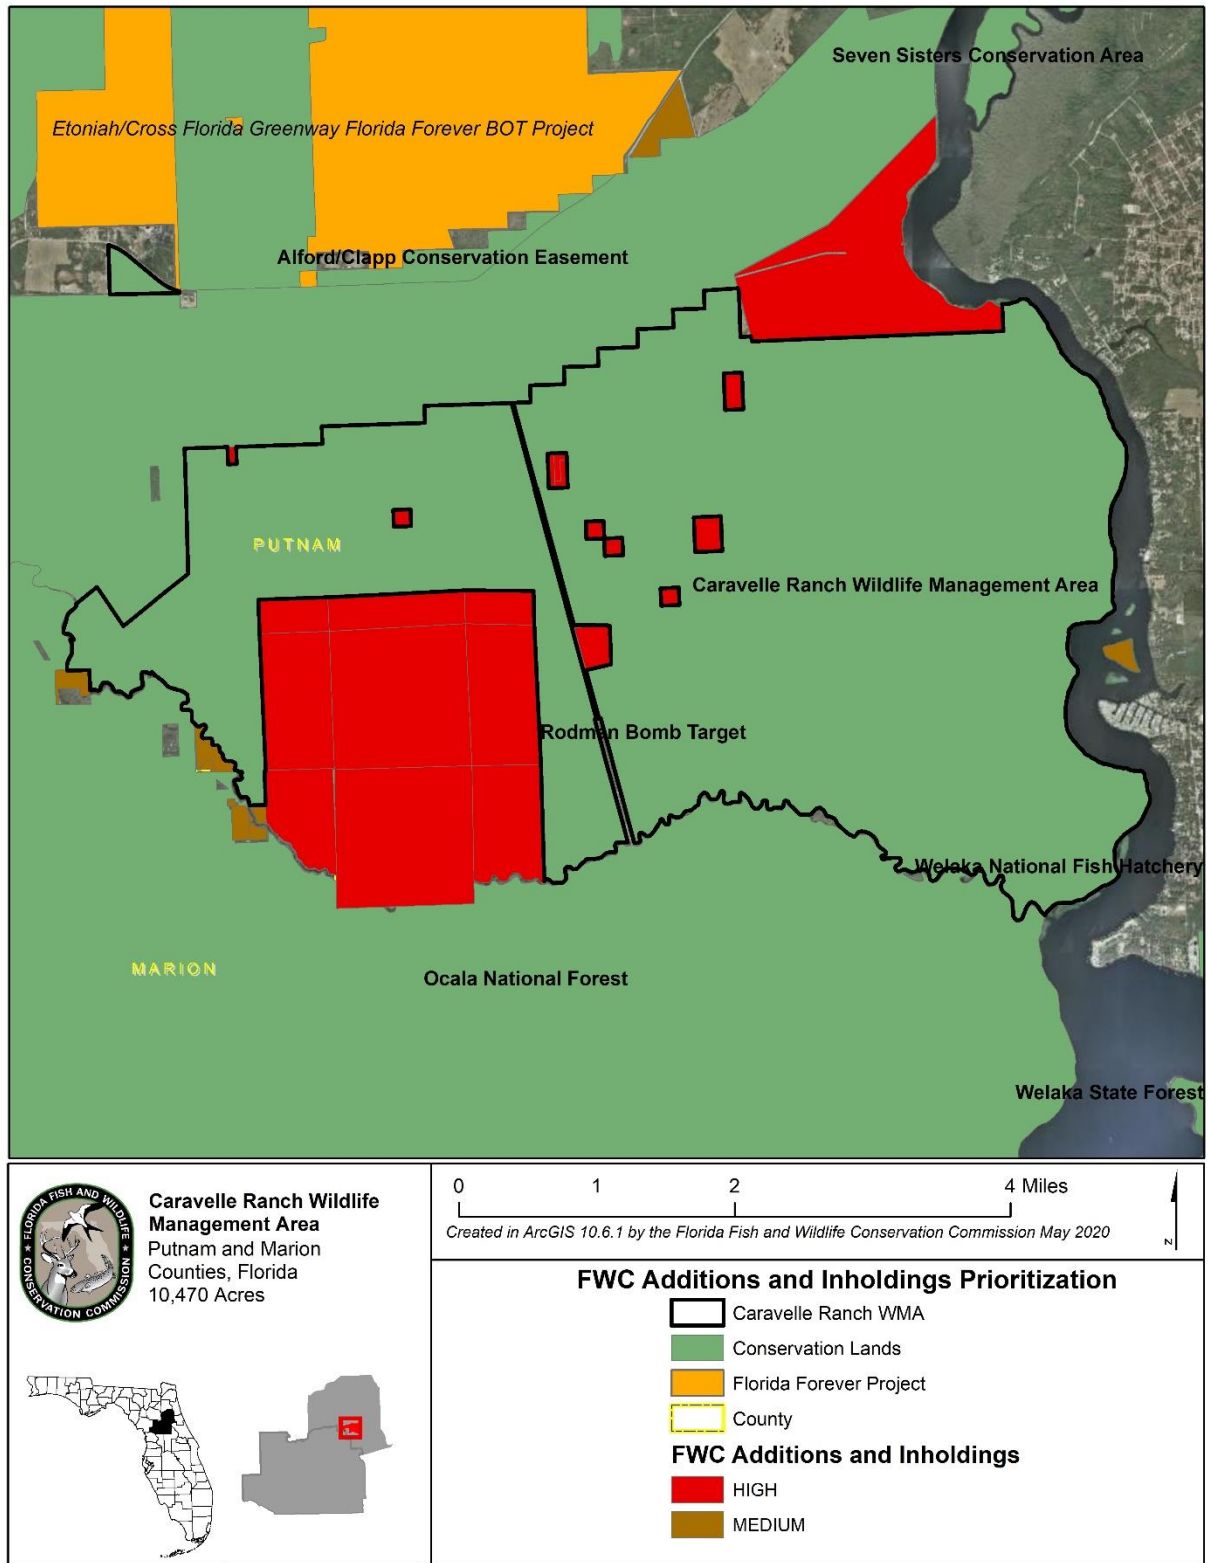 Seven Sisters Conservation Area
Etoniah/Cross Florida Greenway Florida Forever BOT Project
Alford/Clapp Conservation Easement
PUTNAM
Caravelle Ranch Wildlife Management Area
Rodman Bomb Target
Welaka National Fish Hatchery
MARION
Ocala National Forest
Welaka State Forest
FLORIDA FISH AND WILDLIFE
CONSERVATION COMMISSION
Caravelle Ranch Wildlife
Management Area
Putnam and Marion
Counties, Florida
10,470 Acres
0 1 2 4 Miles
Created in ArcGIS 10.6.1 by the Florida Fish and Wildlife Conservation Commission May 2020
N
FWC Additions and Inholdings Prioritization
Caravelle Ranch WMA
Conservation Lands
Florida Forever Project
County
FWC Additions and Inholdings
HIGH
MEDIUM